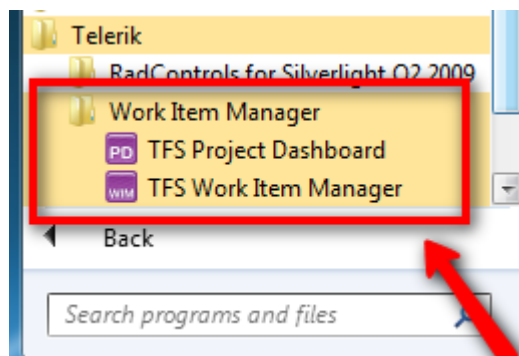 Telerik
RadControls for Silverlight Q2 2009
Work Item Manager
PD TFS Project Dashboard
WIM TFS Work Item Manager
Back
Search programs and files